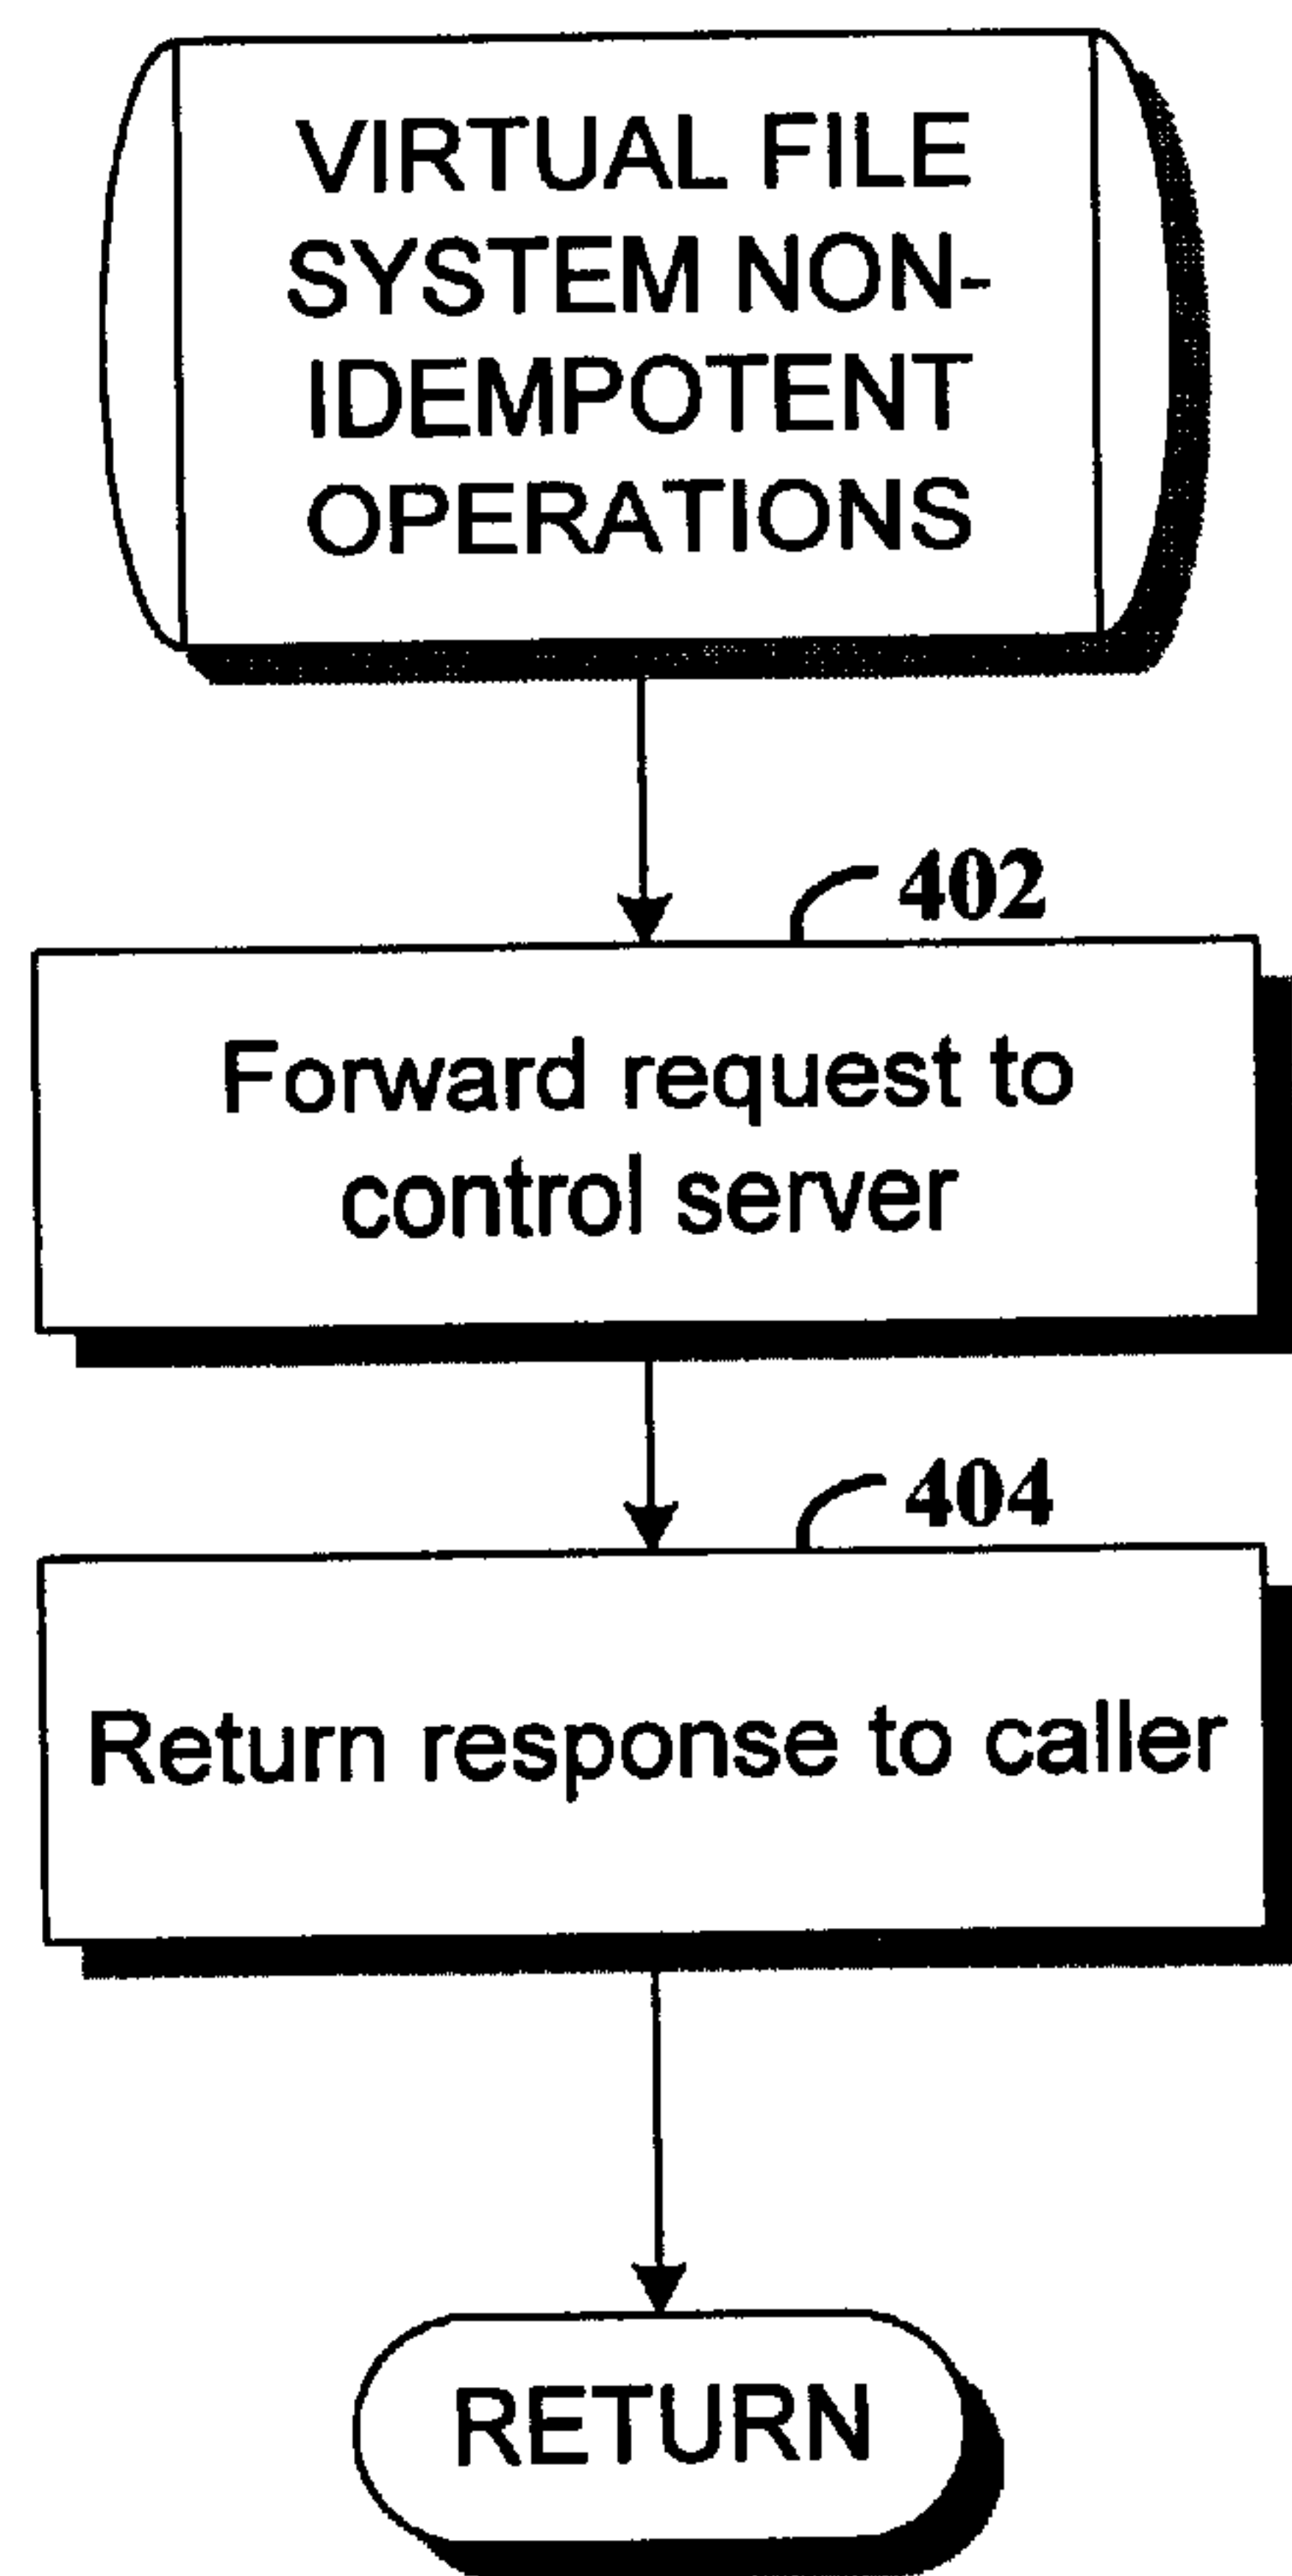 VIRTUAL FILE
SYSTEM NON-
IDEMPOTENT
OPERATIONS
402
Forward request to
control server
404
Return response to caller
RETURN